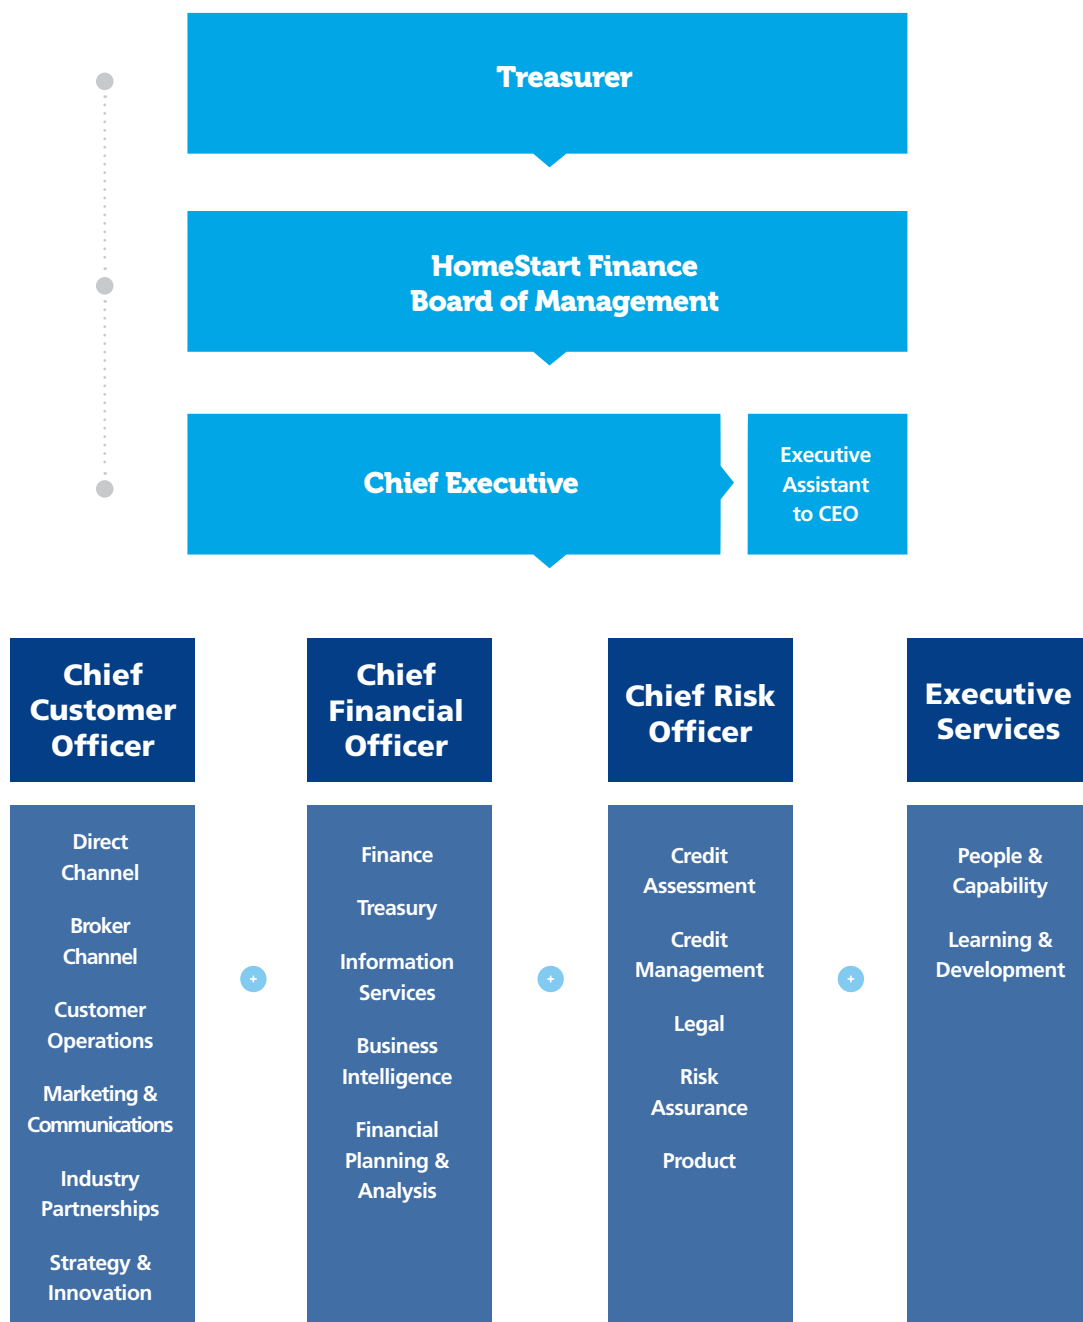 Treasurer
HomeStart Finance
Board of Management
Chief Executive
Executive
Assistant
to CEO
Chief
Customer
Officer
Direct
Channel
Broker
Channel
Customer
Operations
Marketing &
Communications
Industry
Partnerships
Strategy &
Innovation
+
Chief
Financial
Officer
Finance
Treasury
Information
Services
Business
Intelligence
Financial
Planning &
Analysis
+
Chief Risk
Officer
Credit
Assessment
Credit
Management
Legal
Risk
Assurance
Product
+
Executive
Services
People &
Capability
Learning &
Development